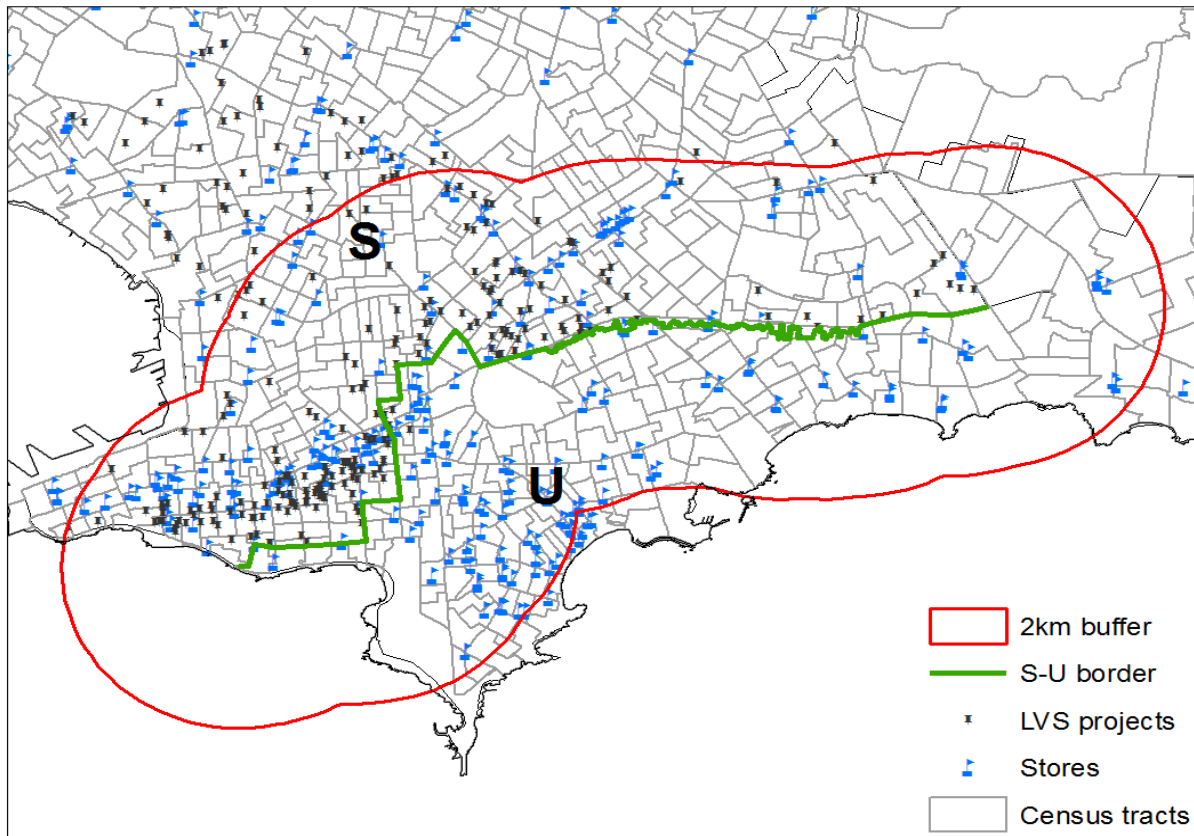 S
U
2km buffer
S-U border
LVS projects
Stores
Census tracts